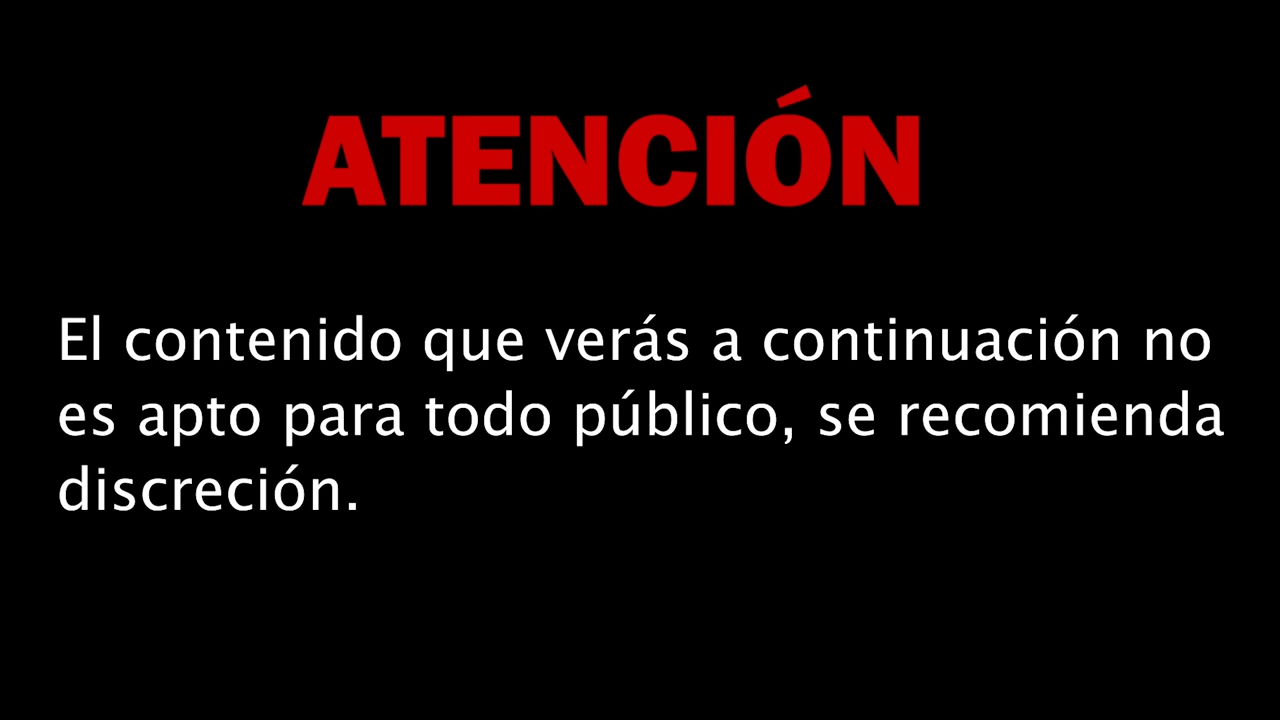 ATENCIÓN
El contenido que verás a continuación no
es apto para todo público, se recomienda
discreción.